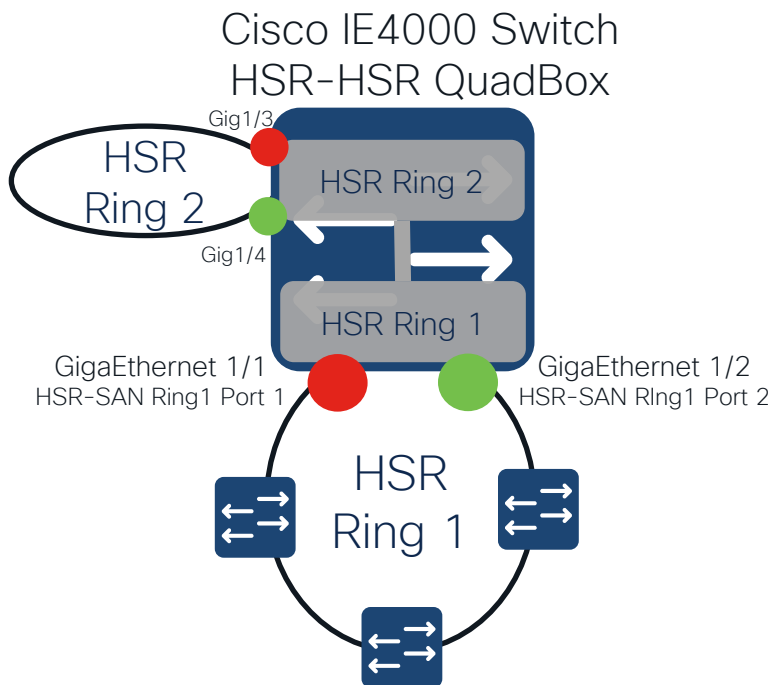 Cisco IE4000 Switch
HSR-HSR QuadBox
Gig1/3
HSR
Ring 2
HSR Ring 2
Gig1/4
HSR Ring 1
GigaEthernet 1/1
HSR-SAN Ring1 Port 1
GigaEthernet 1/2
HSR-SAN RIng1 Port 2
HSR
Ring 1